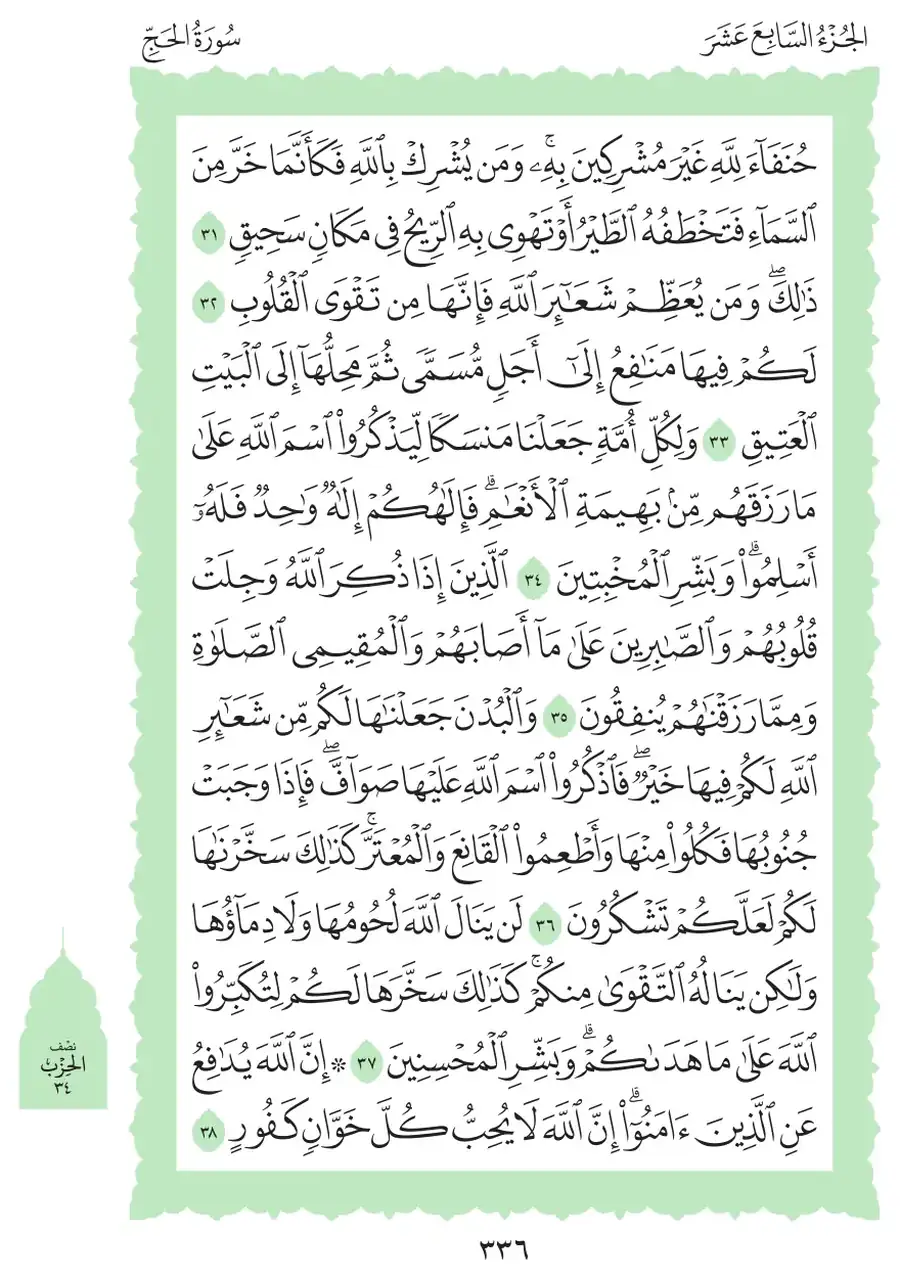 الجُزْءُ السَّابِعَ عَشَرَ
سُورَةُ الحَجِّ
حُنَفَآءَ لِلَّهِ غَيْرَ مُشْرِكِينَ بِهِۦۚ وَمَن يُشْرِكْ بِٱللَّهِ فَكَأَنَّمَا خَرَّ مِنَ
ٱلسَّمَآءِ فَتَخْطَفُهُ ٱلطَّيْرُ أَوْ تَهْوِى بِهِ ٱلرِّيحُ فِى مَكَانٍ سَحِيقٍ ٣١
ذَٰلِكَۖ وَمَن يُعَظِّمْ شَعَـٰٓئِرَ ٱللَّهِ فَإِنَّهَا مِن تَقْوَى ٱلْقُلُوبِ ٣٢
لَكُمْ فِيهَا مَنَـٰفِعُ إِلَىٰٓ أَجَلٍ مُّسَمًّى ثُمَّ مَحِلُّهَآ إِلَى ٱلْبَيْتِ
ٱلْعَتِيقِ ٣٣ وَلِكُلِّ أُمَّةٍ جَعَلْنَا مَنسَكًا لِّيَذْكُرُوا۟ ٱسْمَ ٱللَّهِ عَلَىٰ
مَا رَزَقَهُم مِّنۢ بَهِيمَةِ ٱلْأَنْعَـٰمِۗ فَإِلَـٰهُكُمْ إِلَـٰهٌ وَٰحِدٌ فَلَهُۥٓ
أَسْلِمُوا۟ۗ وَبَشِّرِ ٱلْمُخْبِتِينَ ٣٤ ٱلَّذِينَ إِذَا ذُكِرَ ٱللَّهُ وَجِلَتْ
قُلُوبُهُمْ وَٱلصَّـٰبِرِينَ عَلَىٰ مَآ أَصَابَهُمْ وَٱلْمُقِيمِى ٱلصَّلَوٰةِ
وَمِمَّا رَزَقْنَـٰهُمْ يُنفِقُونَ ٣٥ وَٱلْبُدْنَ جَعَلْنَـٰهَا لَكُم مِّن شَعَـٰٓئِرِ
ٱللَّهِ لَكُمْ فِيهَا خَيْرٌۖ فَٱذْكُرُوا۟ ٱسْمَ ٱللَّهِ عَلَيْهَا صَوَآفَّۖ فَإِذَا وَجَبَتْ
جُنُوبُهَا فَكُلُوا۟ مِنْهَا وَأَطْعِمُوا۟ ٱلْقَانِعَ وَٱلْمُعْتَرَّۚ كَذَٰلِكَ سَخَّرْنَـٰهَا
لَكُمْ لَعَلَّكُمْ تَشْكُرُونَ ٣٦ لَن يَنَالَ ٱللَّهَ لُحُومُهَا وَلَا دِمَآؤُهَا
وَلَـٰكِن يَنَالُهُ ٱلتَّقْوَىٰ مِنكُمْۚ كَذَٰلِكَ سَخَّرَهَا لَكُمْ لِتُكَبِّرُوا۟
ٱللَّهَ عَلَىٰ مَا هَدَىٰكُمْۗ وَبَشِّرِ ٱلْمُحْسِنِينَ ٣٧ * إِنَّ ٱللَّهَ يُدَٰفِعُ
عَنِ ٱلَّذِينَ ءَامَنُوٓا۟ۗ إِنَّ ٱللَّهَ لَا يُحِبُّ كُلَّ خَوَّانٍ كَفُورٍ ٣٨
نصْف
الحِزْب
٣٤
٣٣٦